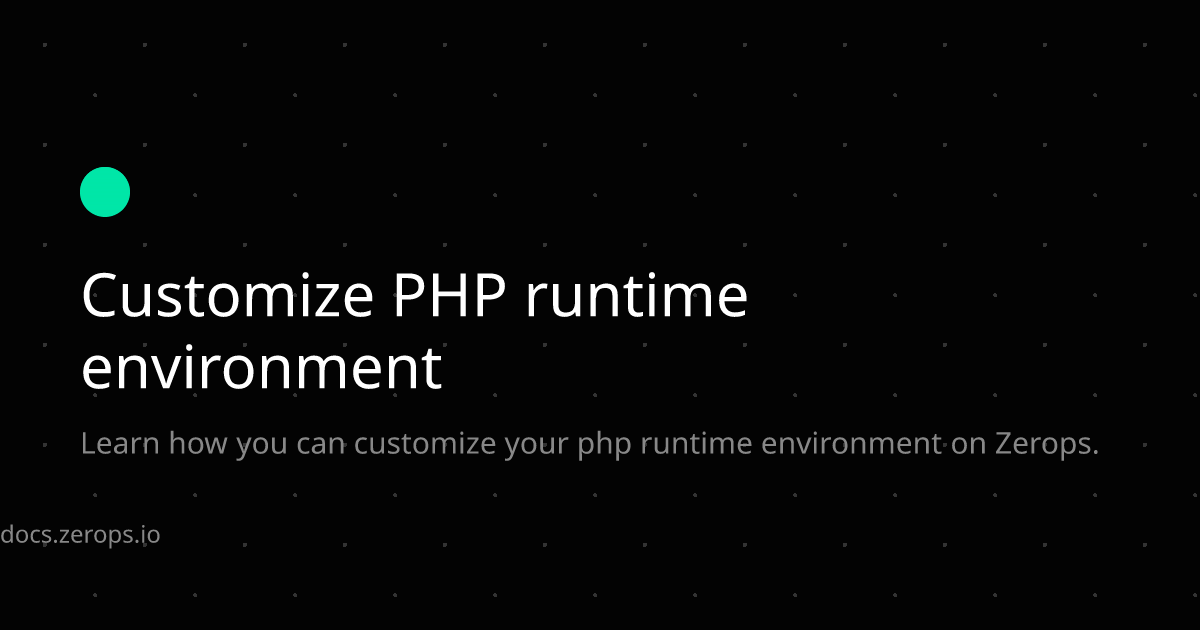 Customize PHP runtime
environment
Learn how you can customize your php runtime environment on Zerops.
docs.zerops.io